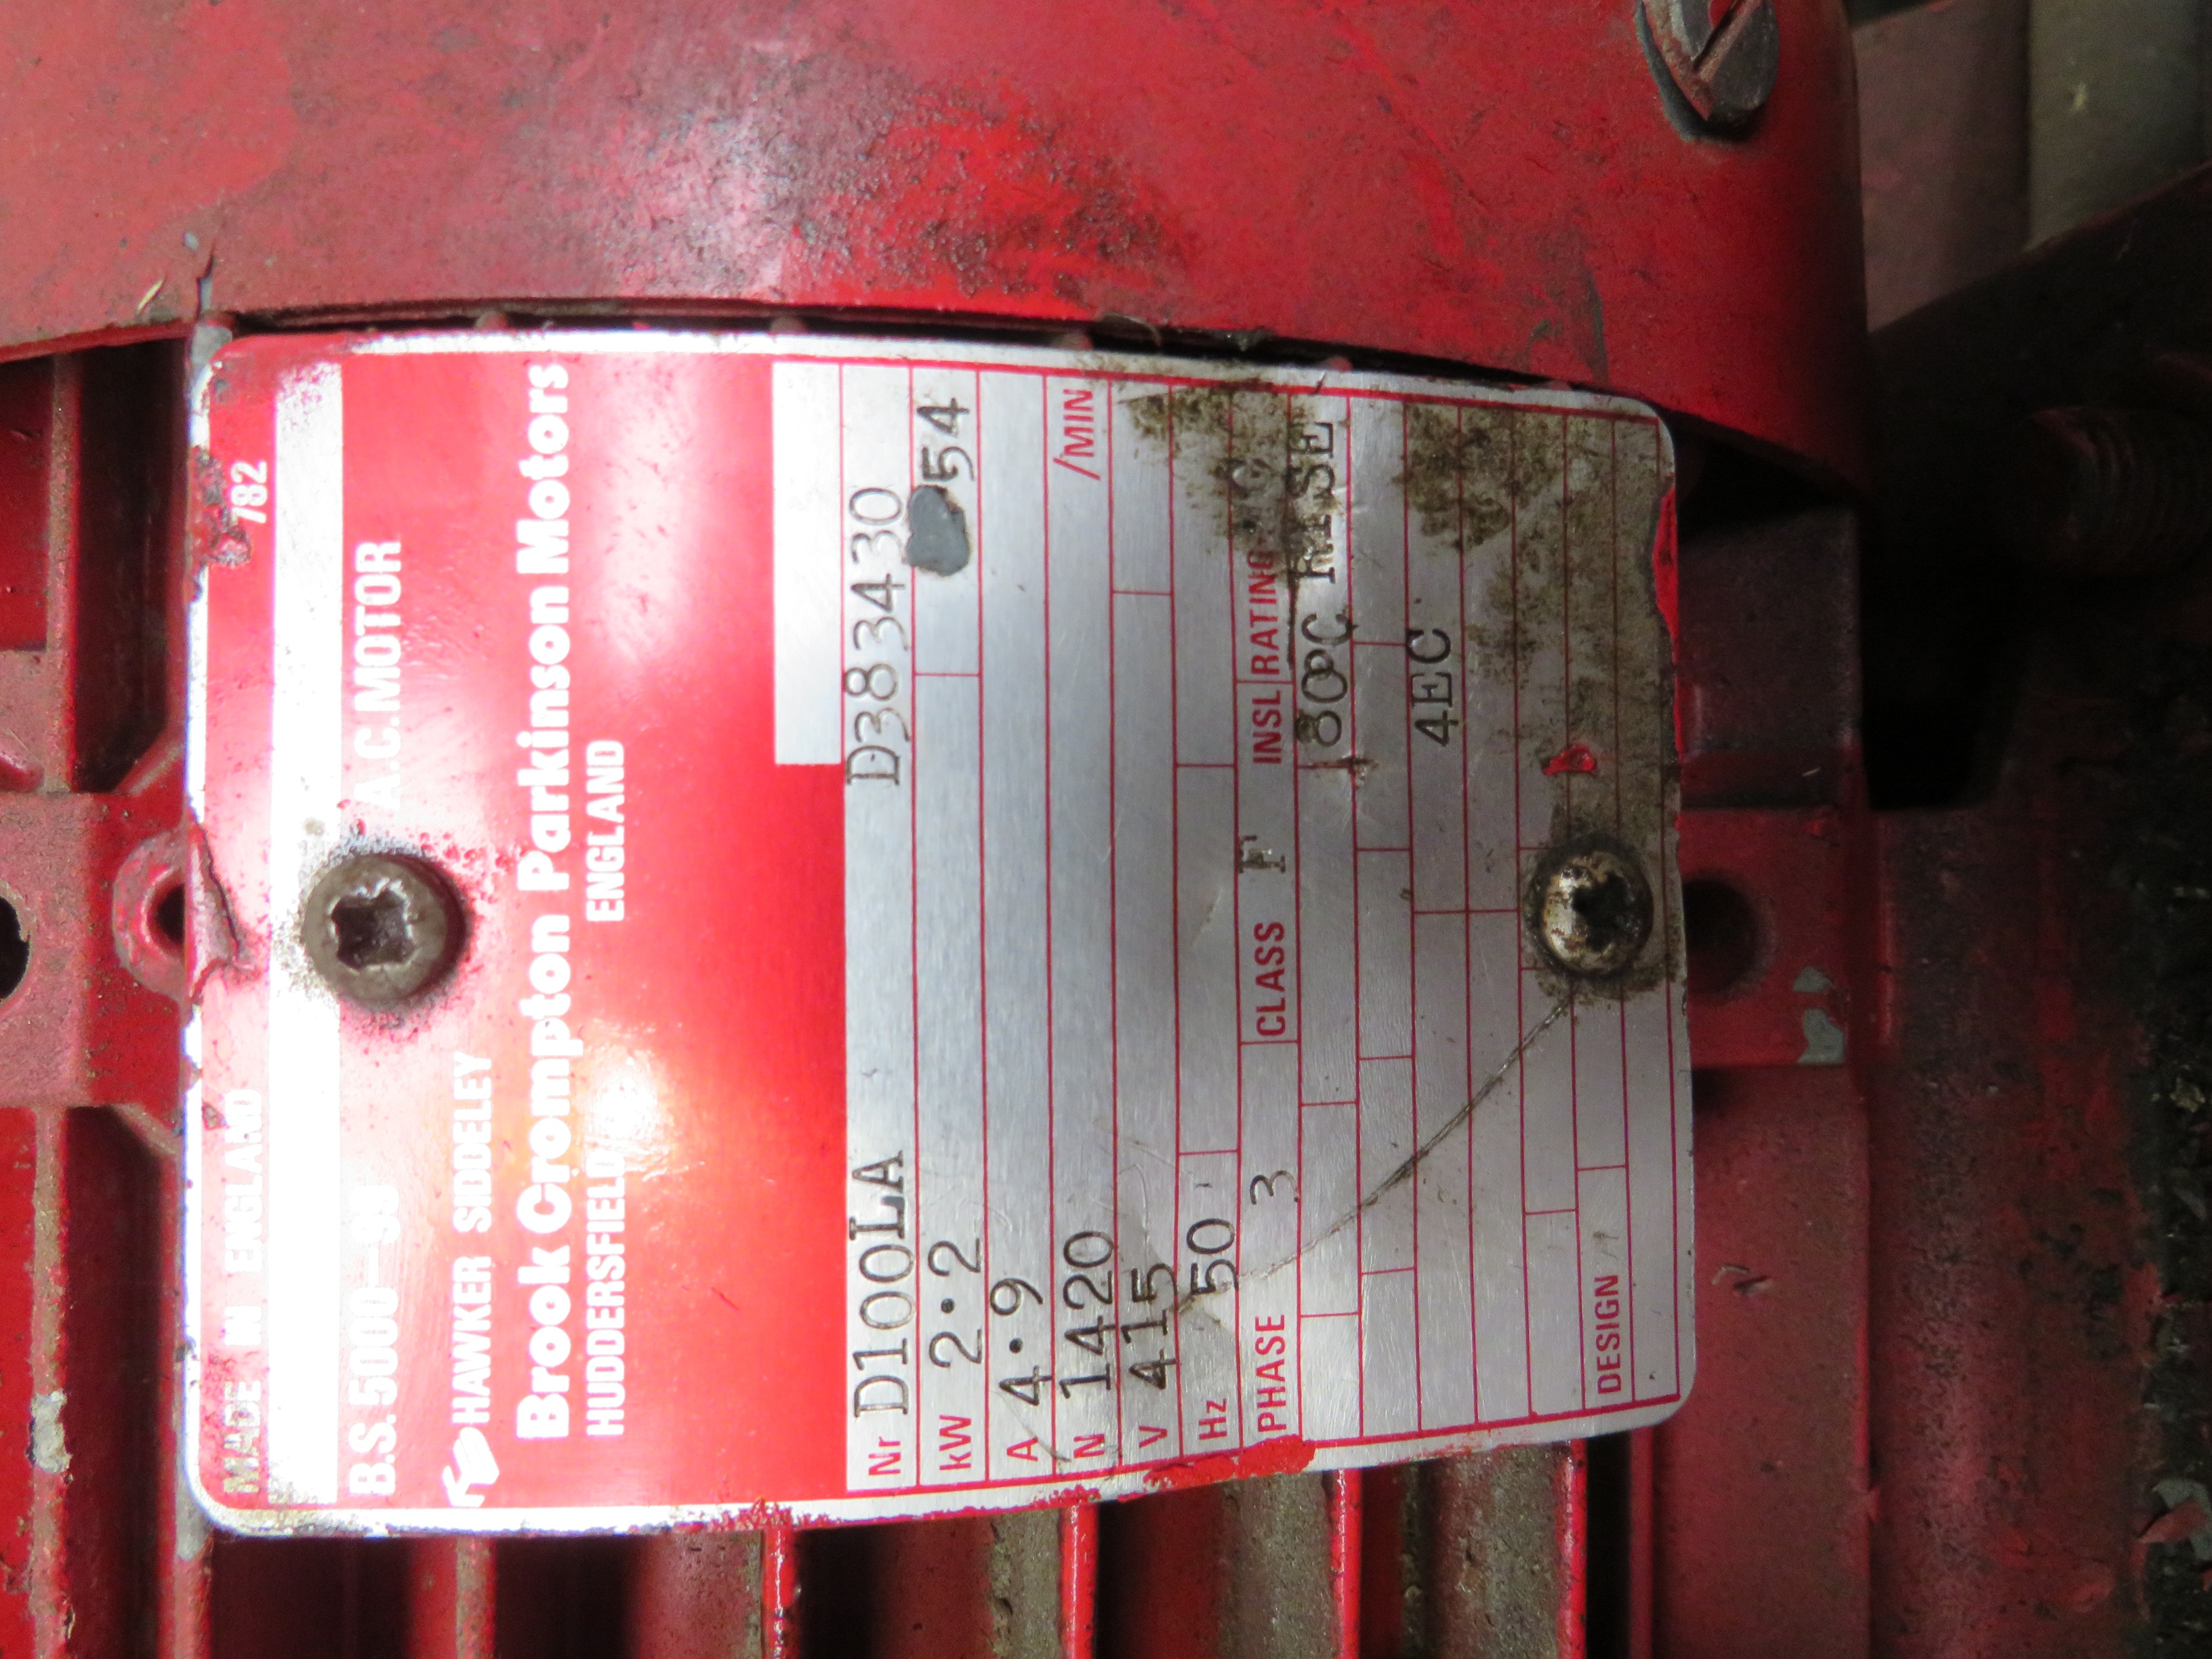 MADE IN ENGLAND 782
B.S. 5000-99 A.C. MOTOR
HAWKER SIDDELEY
Brook Crompton Parkinson Motors
HUDDERSFIELD ENGLAND
Nr D100LA D383430
kW 2·2 54
A 4·9
N 1420 /MIN
V 415
Hz 50
PHASE 3 CLASS F INSL RATING
80°C RISE
4EC
DESIGN